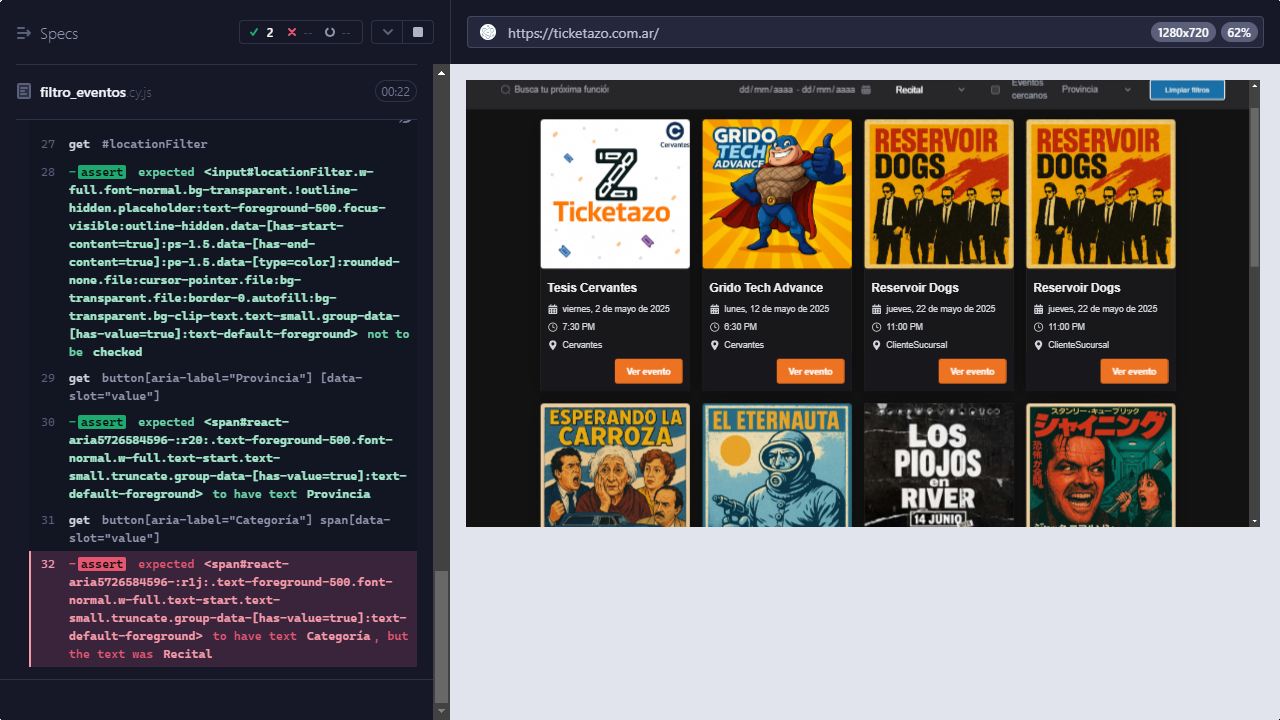 Specs
2 -- --
filtro_eventos.cy.js
00:22
27 get #locationFilter
28 -assert expected <input#locationFilter.w-
full.font-normal.bg-transparent.!outline-
hidden.placeholder:text-foreground-500.focus-
visible:outline-hidden.data-[has-start-
content=true]:ps-1.5.data-[has-end-
content=true]:pe-1.5.data-[type=color]:rounded-
none.file:cursor-pointer.file:bg-
transparent.file:border-0.autofill:bg-
transparent.bg-clip-text.text-small.group-data-
[has-value=true]:text-default-foreground> not to
be checked
29 get button[aria-label="Provincia"] [data-
slot="value"]
30 -assert expected <span#react-
aria5726584596-:r20:.text-foreground-500.font-
normal.w-full.text-start.text-
small.truncate.group-data-[has-value=true]:text-
default-foreground> to have text Provincia
31 get button[aria-label="Categoría"] span[data-
slot="value"]
32 -assert expected <span#react-
aria5726584596-:r1j:.text-foreground-500.font-
normal.w-full.text-start.text-
small.truncate.group-data-[has-value=true]:text-
default-foreground> to have text Categoría, but
the text was Recital
https://ticketazo.com.ar/
1280x720 62%
Busca tu próxima función
dd/mm/aaaa - dd/mm/aaaa
Recital
Eventos
cercanos
Provincia
Limpiar filtros
Cervantes
Ticketazo
Tesis Cervantes
viernes, 2 de mayo de 2025
7:30 PM
Cervantes
Ver evento
GRIDO
TECH
ADVANCE
Grido Tech Advance
lunes, 12 de mayo de 2025
6:30 PM
Cervantes
Ver evento
RESERVOIR
DOGS
Reservoir Dogs
jueves, 22 de mayo de 2025
11:00 PM
ClienteSucursal
Ver evento
RESERVOIR
DOGS
Reservoir Dogs
jueves, 22 de mayo de 2025
11:00 PM
ClienteSucursal
Ver evento
ESPERANDO LA
CARROZA
EL ETERNAUTA
LOS
PIOJOS
en
RIVER
14 JUNIO
スタンリー・キューブリック
シャイニング